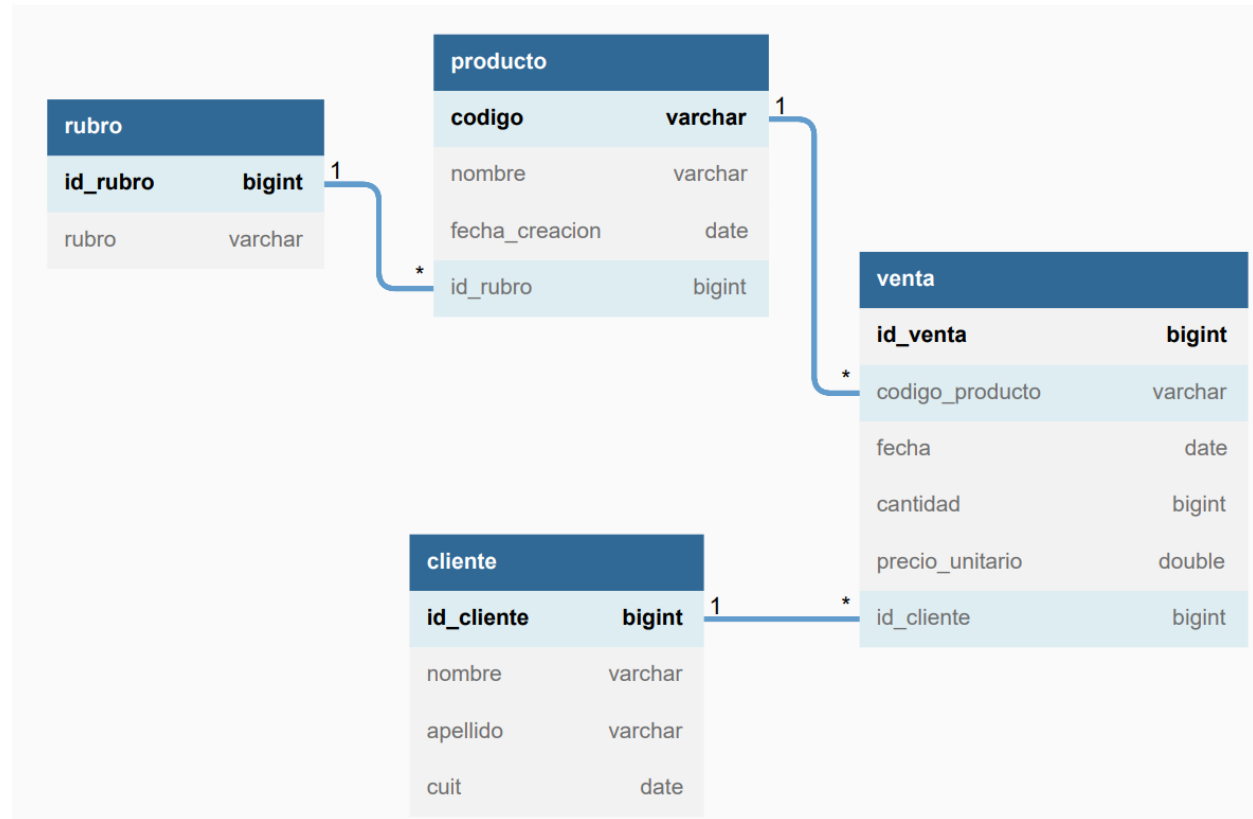 rubro
id_rubro bigint
rubro varchar
1
*
producto
codigo varchar
nombre varchar
fecha_creacion date
id_rubro bigint
1
*
venta
id_venta bigint
codigo_producto varchar
fecha date
cantidad bigint
precio_unitario double
id_cliente bigint
cliente
id_cliente bigint
nombre varchar
apellido varchar
cuit date
1
*